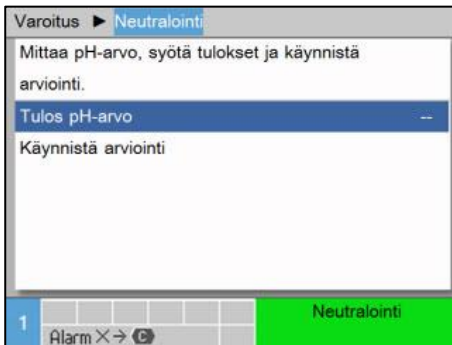 Varoitus ► Neutralointi
Mittaa pH-arvo, syötä tulokset ja käynnistä
arviointi.
Tulos pH-arvo --
Käynnistä arviointi
Neutralointi
1
Alarm X → C